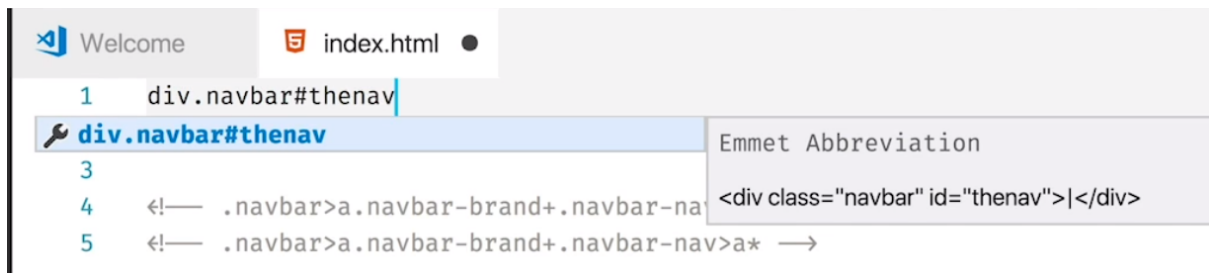 Welcome index.html
1 div.navbar#thenav
div.navbar#thenav
Emmet Abbreviation
<div class="navbar" id="thenav">|</div>
3
4 <!-- .navbar>a.navbar-brand+.navbar-na
5 <!-- .navbar>a.navbar-brand+.navbar-nav>a* -->